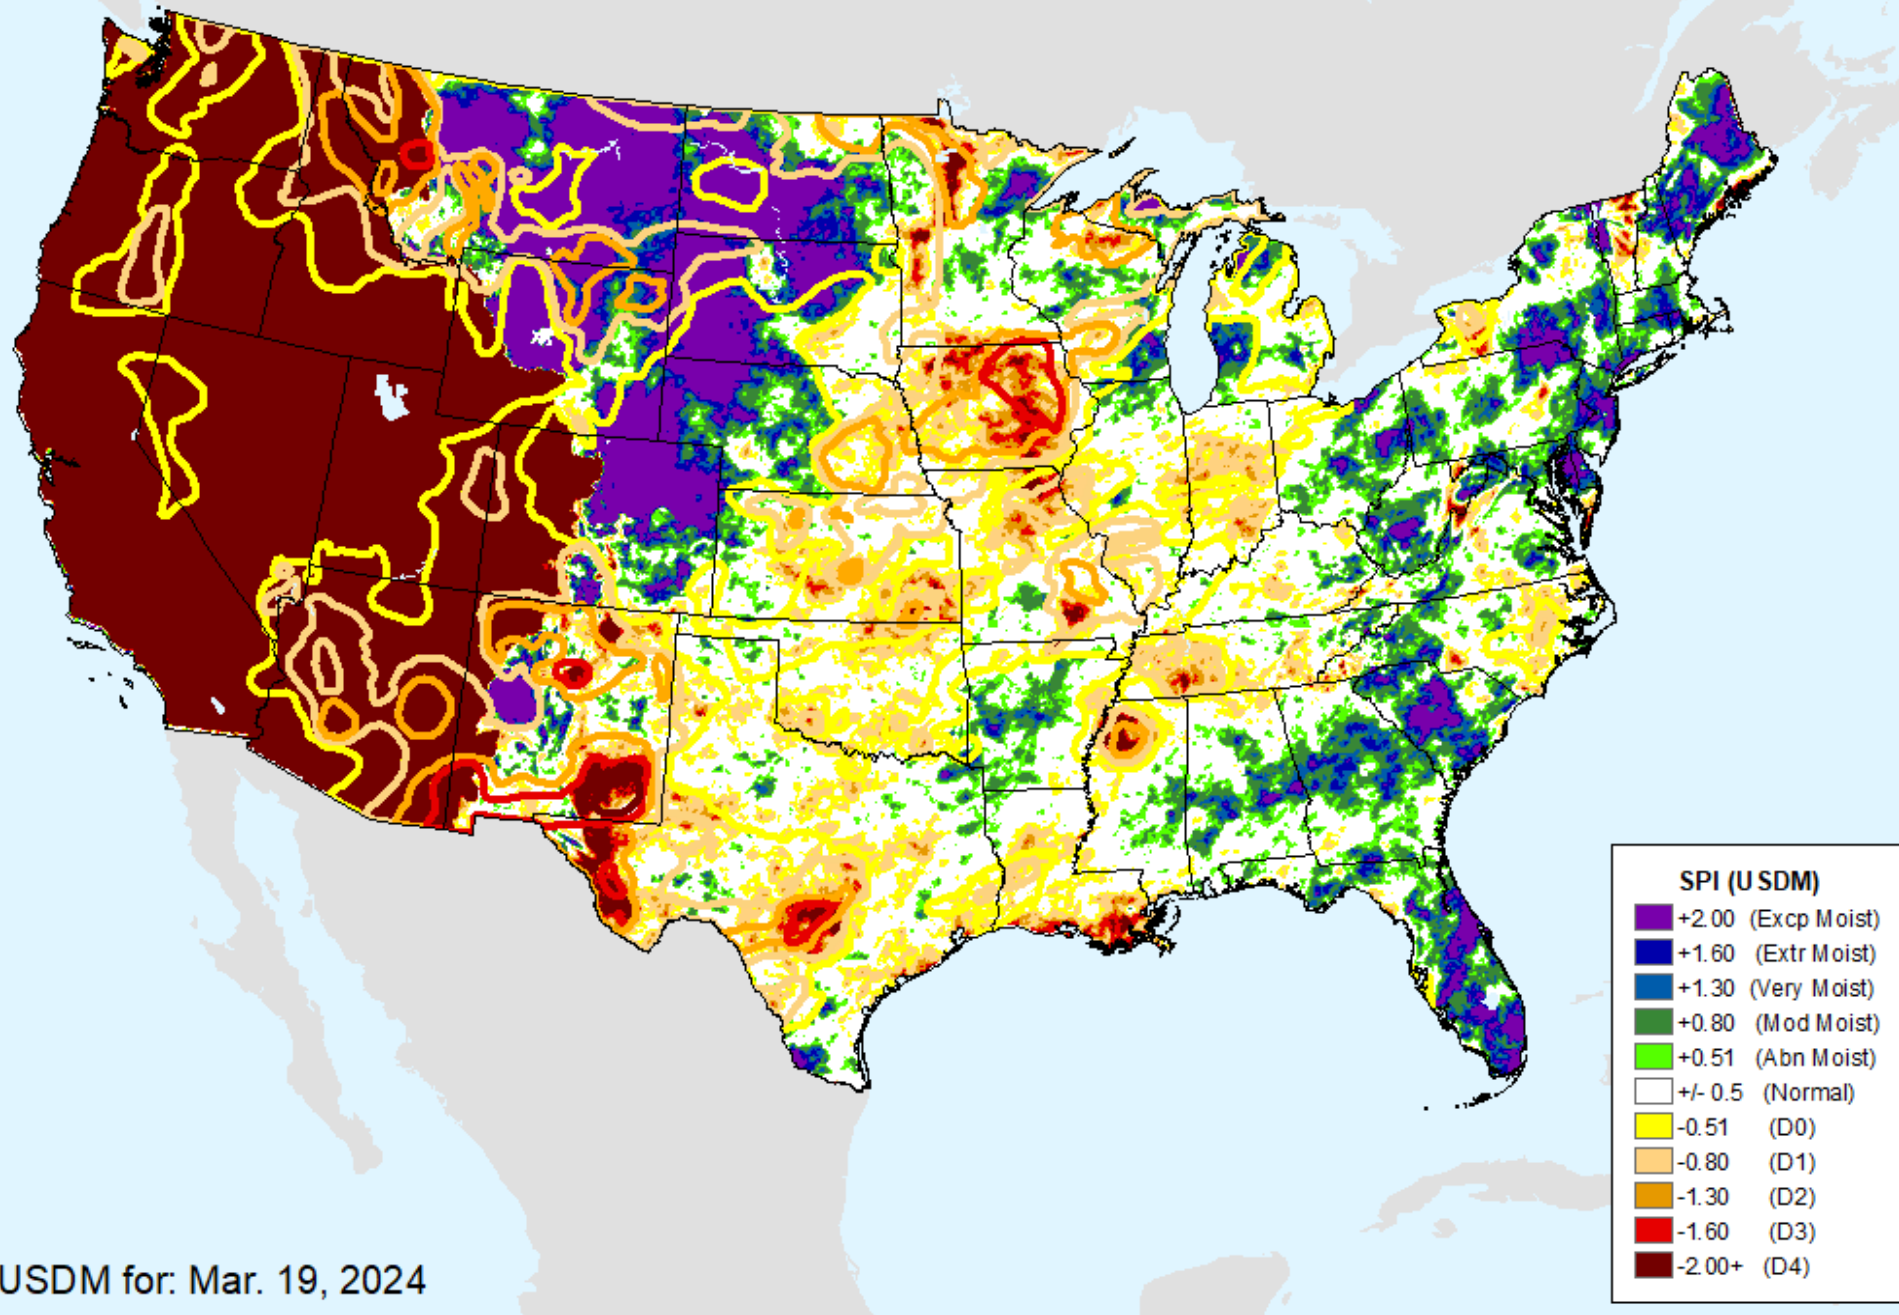 SPI (USDM)
+2.00 (Excp Moist)
+1.60 (Extr Moist)
+1.30 (Very Moist)
+0.80 (Mod Moist)
+0.51 (Abn Moist)
+/- 0.5 (Normal)
-0.51 (D0)
-0.80 (D1)
-1.30 (D2)
-1.60 (D3)
-2.00+ (D4)
USDM for: Mar. 19, 2024